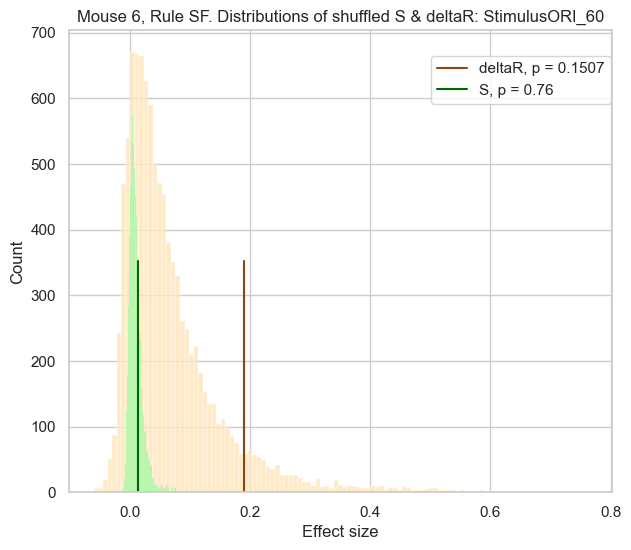 Mouse 6, Rule SF. Distributions of shuffled S & deltaR: StimulusORI_60
700
600
500
400
300
200
100
0
Count
deltaR, p = 0.1507
S, p = 0.76
0.0 0.2 0.4 0.6 0.8
Effect size